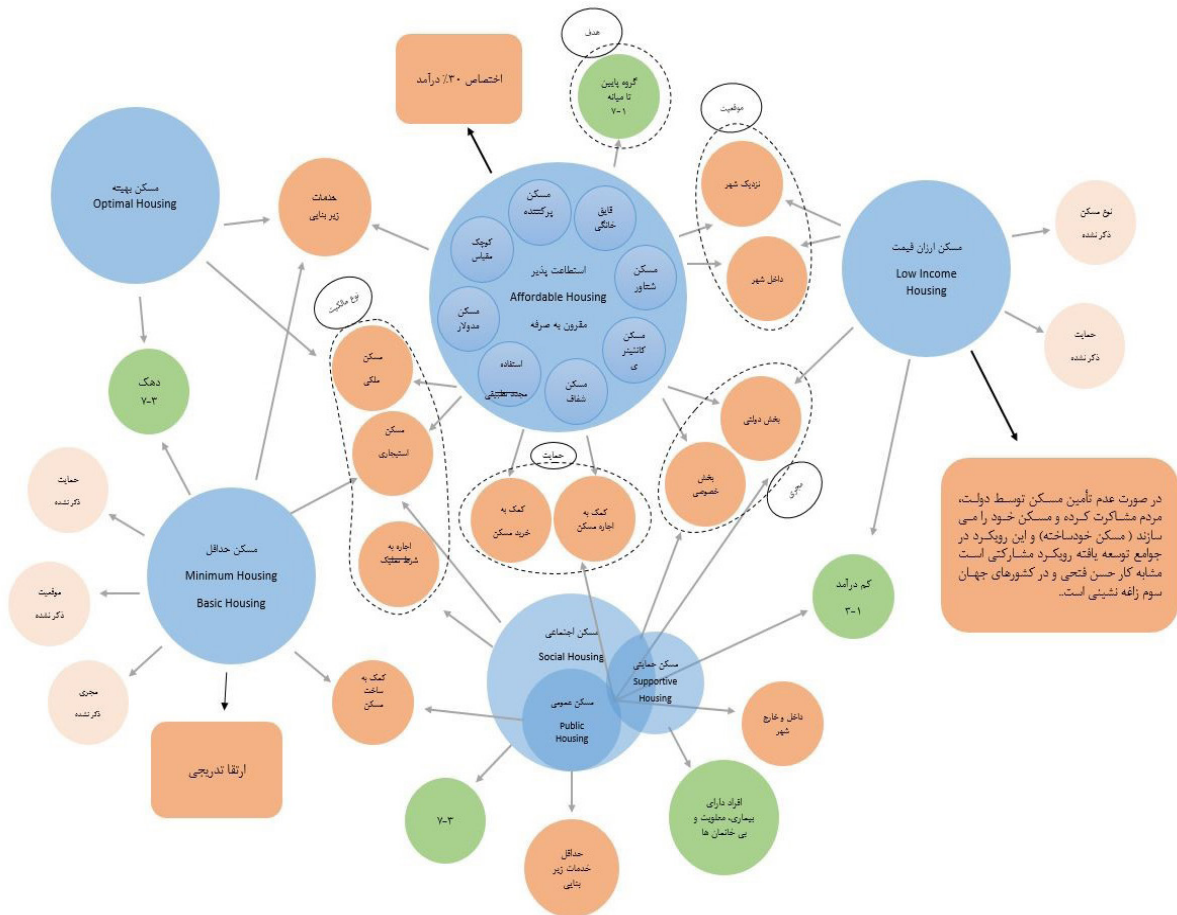 هدف
گروه پایین
تا میانه
۷-۱
اختصاص ۳۰٪ درآمد
موقعیت
نزدیک شهر
داخل شهر
مسکن بهینه
Optimal Housing
خدمات
زیر بنایی
مسکن
پرکننده
قایق
خانگی
کوچک
مقیاس
مسکن
شناور
استطاعت پذیر
Affordable Housing
مقرون به صرفه
مسکن
مدولار
مسکن
کانتینر
ی
استفاده
مجدد تطبیقی
مسکن
شفاف
مسکن ارزان قیمت
Low Income
Housing
نوع مسکن
ذکر نشده
حمایت
ذکر نشده
نوع مالکیت
مسکن
ملکی
مسکن
استیجاری
اجاره به
شرط تملیک
دهک
۷-۳
حمایت
کمک به
خرید مسکن
کمک به
اجاره مسکن
بخش دولتی
بخش
خصوصی
مجری
در صورت عدم تأمین مسکن توسط دولت،
مردم مشاکرت کرده و مسکن خود را می
سازند ( مسکن خودساخته) و این رویکرد در
جوامع توسعه یافته رویکرد مشارکتی است
مشابه کار حسن فتحی و در کشورهای جهان
سوم زاغه نشینی است..
حمایت
ذکر نشده
موقعیت
ذکر نشده
مجری
ذکر نشده
مسکن حداقل
Minimum Housing
Basic Housing
ارتقا تدریجی
کمک به
ساخت
مسکن
مسکن اجتماعی
Social Housing
مسکن عمومی
Public
Housing
مسکن حمایتی
Supportive
Housing
کم درآمد
۳-۱
داخل و خارج
شهر
۷-۳
حداقل
خدمات زیر
بنایی
افراد دارای
بیماری، معلولیت و
بی خانمان ها